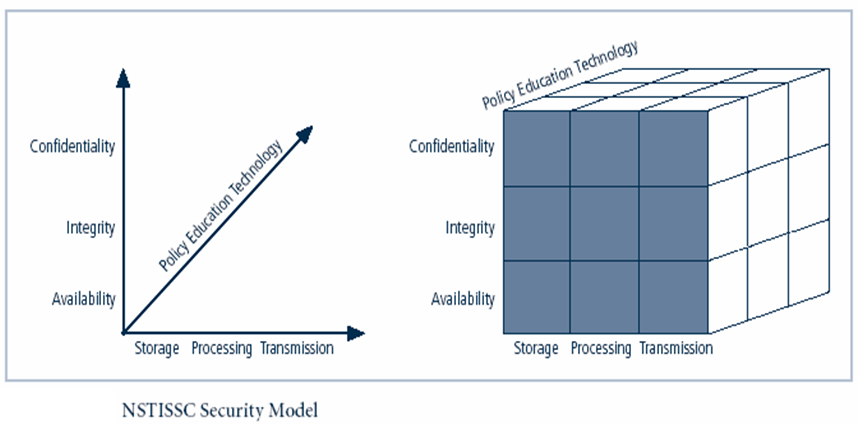 Policy Education Technology
Confidentiality
Integrity
Availability
Storage Processing Transmission
Policy Education Technology
Confidentiality
Integrity
Availability
Storage Processing Transmission
NSTISSC Security Model